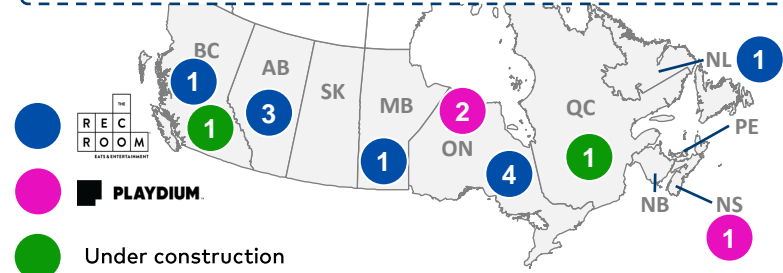 BC
NL
1
1
AB
SK
3
MB
2
QC
1
ON
PE
THE
REC
ROOM
EATS & ENTERTAINMENT
1
4
1
PLAYDIUM
NB
NS
1
Under construction